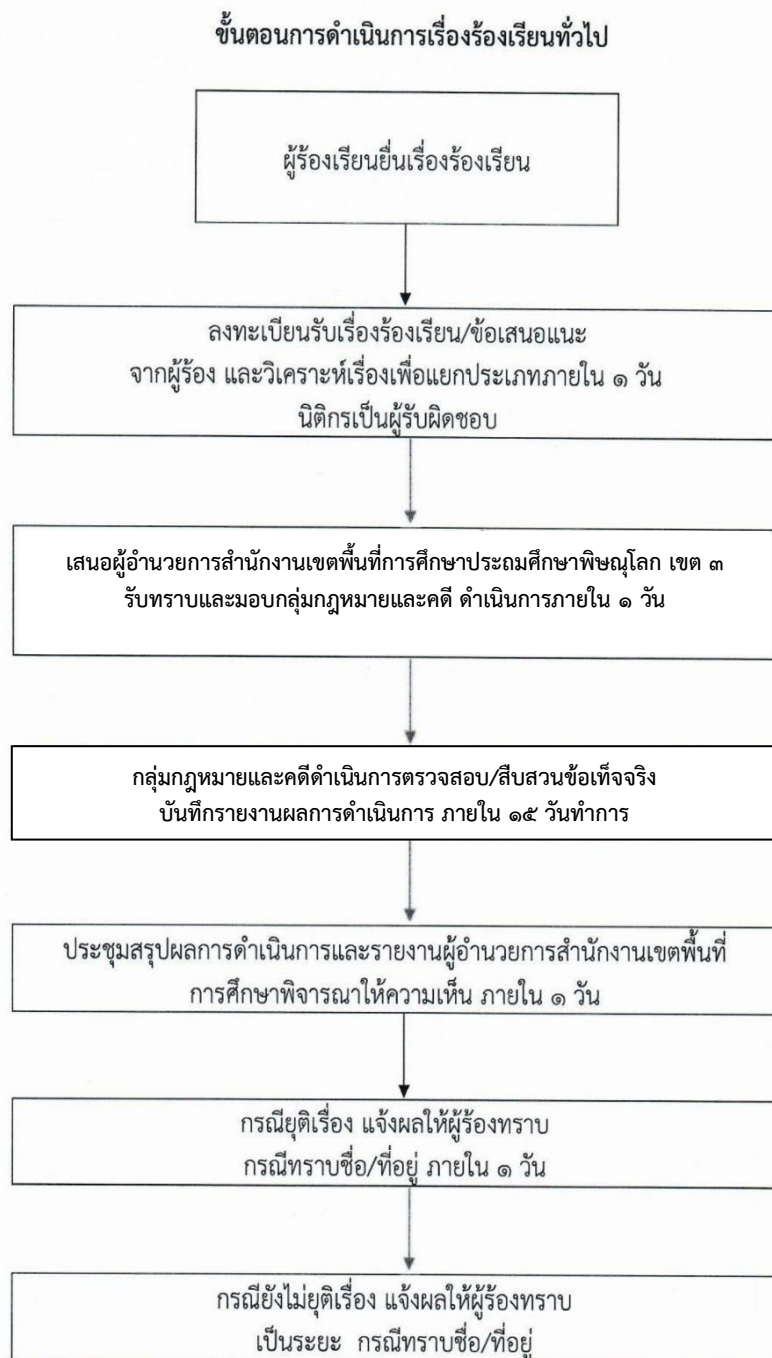 ขั้นตอนการดำเนินการเรื่องร้องเรียนทั่วไป
ผู้ร้องเรียนยื่นเรื่องร้องเรียน
ลงทะเบียนรับเรื่องร้องเรียน/ข้อเสนอแนะ
จากผู้ร้อง และวิเคราะห์เรื่องเพื่อแยกประเภทภายใน ๑ วัน
นิติกรเป็นผู้รับผิดชอบ
เสนอผู้อำนวยการสำนักงานเขตพื้นที่การศึกษาประถมศึกษาพิษณุโลก เขต ๓
รับทราบและมอบกลุ่มกฎหมายและคดี ดำเนินการภายใน ๑ วัน
กลุ่มกฎหมายและคดีดำเนินการตรวจสอบ/สืบสวนข้อเท็จจริง
บันทึกรายงานผลการดำเนินการ ภายใน ๑๕ วันทำการ
ประชุมสรุปผลการดำเนินการและรายงานผู้อำนวยการสำนักงานเขตพื้นที่
การศึกษาพิจารณาให้ความเห็น ภายใน ๑ วัน
กรณียุติเรื่อง แจ้งผลให้ผู้ร้องทราบ
กรณีทราบชื่อ/ที่อยู่ ภายใน ๑ วัน
กรณียังไม่ยุติเรื่อง แจ้งผลให้ผู้ร้องทราบ
เป็นระยะ กรณีทราบชื่อ/ที่อยู่